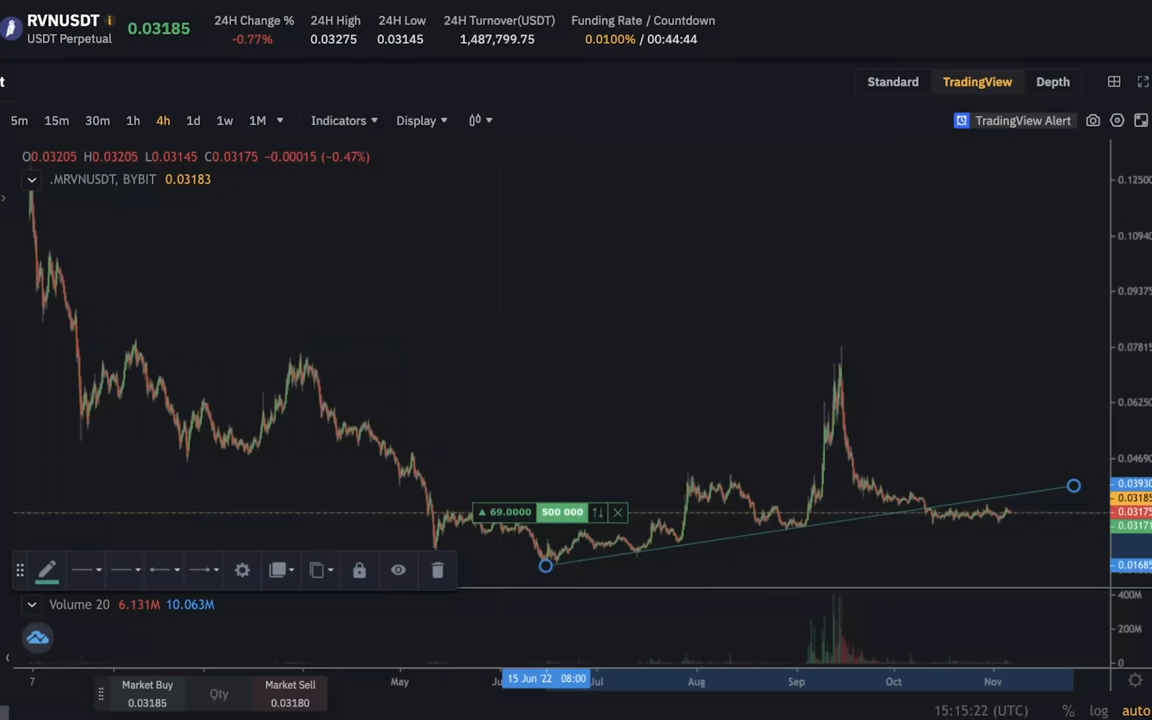 RVNUSDT
USDT Perpetual
0.03185
24H Change %
-0.77%
24H High
0.03275
24H Low
0.03145
24H Turnover(USDT)
1,487,799.75
Funding Rate / Countdown
0.0100% / 00:44:44
t
Standard TradingView Depth
5m 15m 30m 1h 4h 1d 1w 1M Indicators Display TradingView Alert
O0.03205 H0.03205 L0.03145 C0.03175 −0.00015 (−0.47%)
.MRVNUSDT, BYBIT 0.03183
0.12500
0.10940
0.09375
0.07815
0.06250
0.04690
0.03930
0.03185
0.03175
0.03171
0.01685
69.0000 500 000
Volume 20 6.131M 10.063M
400M
200M
0
7 May 15 Jun '22 08:00 Jul Aug Sep Oct Nov
Market Buy
0.03185
Qty
Market Sell
0.03180
15:15:22 (UTC) % log auto